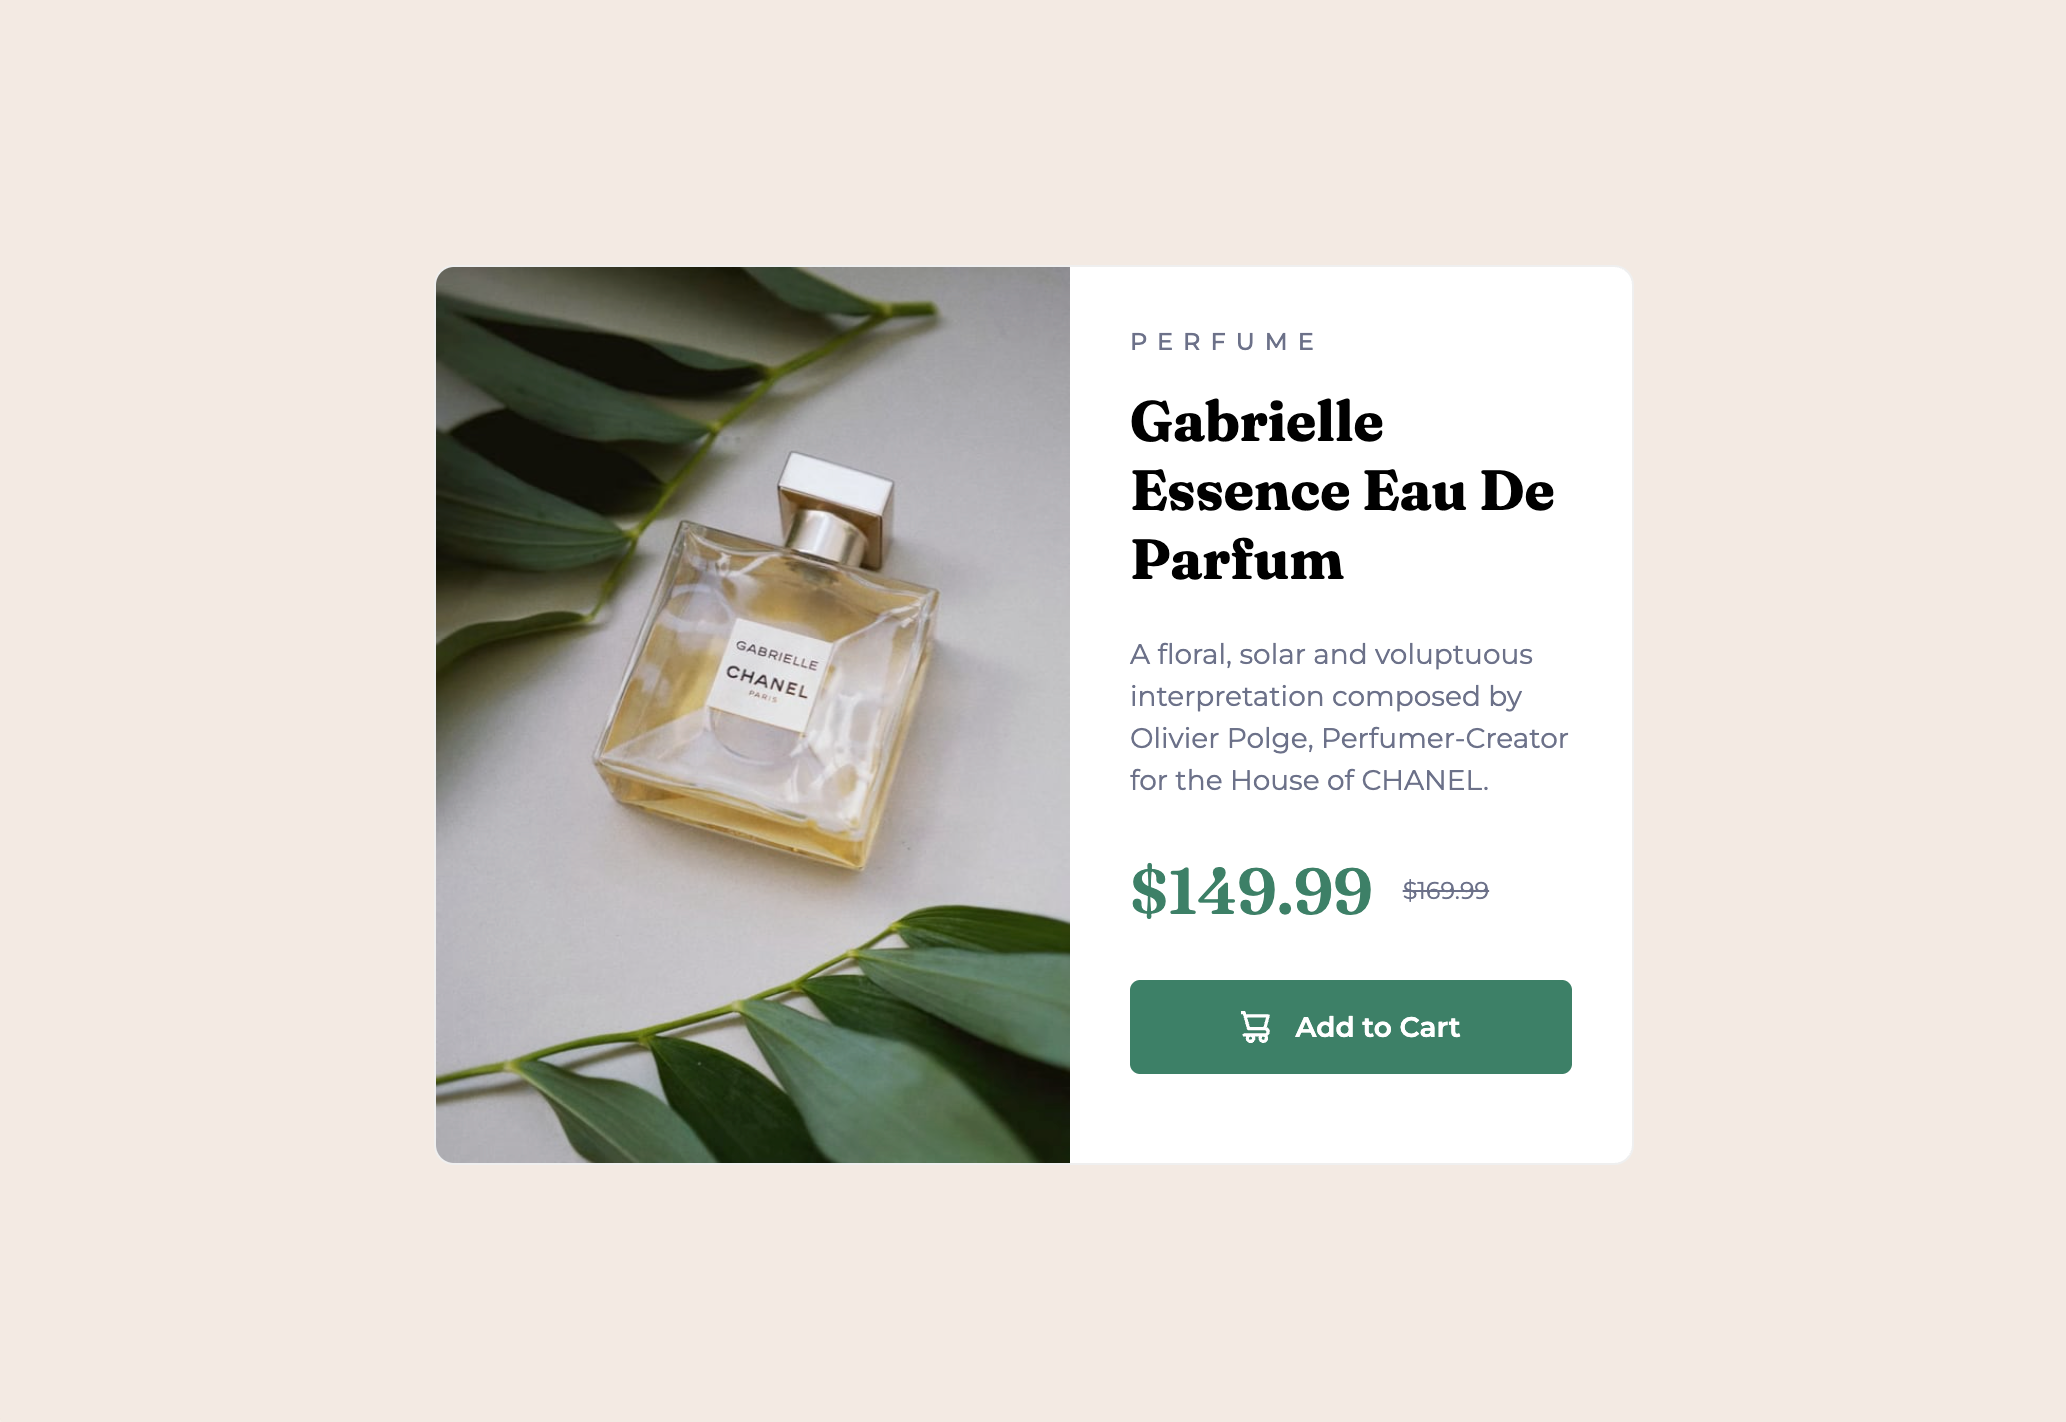 GABRIELLE
CHANEL
PARIS
PERFUME
Gabrielle
Essence Eau De
Parfum
A floral, solar and voluptuous
interpretation composed by
Olivier Polge, Perfumer-Creator
for the House of CHANEL.
$149.99 $169.99
Add to Cart